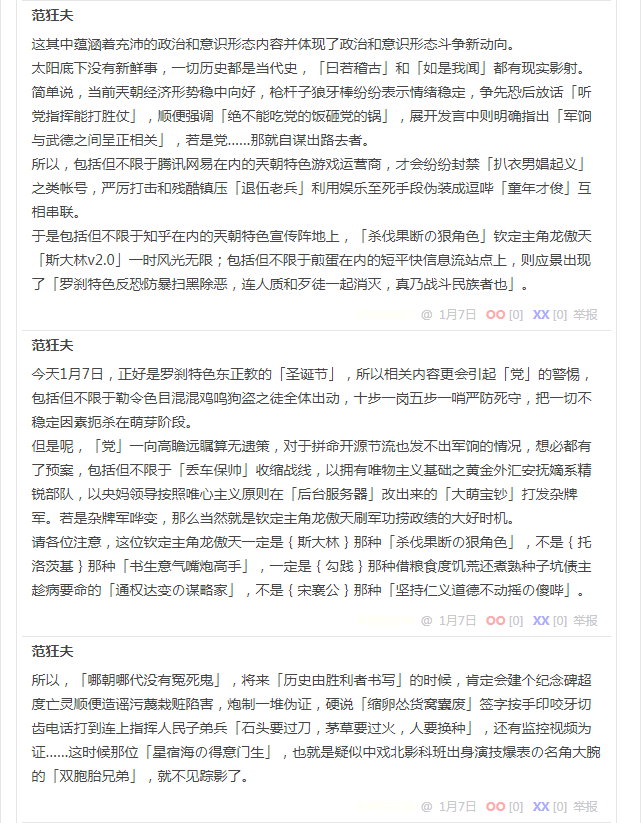 范狂夫
这其中蕴涵着充沛的政治和意识形态内容并体现了政治和意识形态斗争新动向。
太阳底下没有新鲜事，一切历史都是当代史，「曰若稽古」和「如是我闻」都有现实影射。
简单说，当前天朝经济形势稳中向好，枪杆子狼牙棒纷纷表示情绪稳定，争先恐后放话「听
党指挥能打胜仗」，顺便强调「绝不能吃党的饭砸党的锅」，展开发言中则明确指出「军饷
与武德之间呈正相关」，若是党......那就自谋出路去者。
所以，包括但不限于腾讯网易在内的天朝特色游戏运营商，才会纷纷封禁「扒衣男娼起义」
之类帐号，严厉打击和残酷镇压「退伍老兵」利用娱乐至死手段伪装成逗哔「童年才俊」互
相串联。
于是包括但不限于知乎在内的天朝特色宣传阵地上，「杀伐果断の狠角色」钦定主角龙傲天
「斯大林v2.0」一时风光无限；包括但不限于煎蛋在内的短平快信息流站点上，则应景出现
了「罗刹特色反恐防暴扫黑除恶，连人质和歹徒一起消灭，真乃战斗民族者也」。
@ 1月7日 OO [0] XX [0] 举报
范狂夫
今天1月7日，正好是罗刹特色东正教的「圣诞节」，所以相关内容更会引起「党」的警惕，
包括但不限于勒令色目混混鸡鸣狗盗之徒全体出动，十步一岗五步一哨严防死守，把一切不
稳定因素扼杀在萌芽阶段。
但是呢，「党」一向高瞻远瞩算无遗策，对于拼命开源节流也发不出军饷的情况，想必都有
了预案，包括但不限于「丢车保帅」收缩战线，以拥有唯物主义基础之黄金外汇安抚嫡系精
锐部队，以央妈领导按照唯心主义原则在「后台服务器」改出来的「大萌宝钞」打发杂牌
军。若是杂牌军哗变，那么当然就是钦定主角龙傲天刷军功捞政绩的大好时机。
请各位注意，这位钦定主角龙傲天一定是｛斯大林｝那种「杀伐果断の狠角色」，不是｛托
洛茨基｝那种「书生意气嘴炮高手」，一定是｛勾践｝那种借粮食度饥荒还煮熟种子坑债主
趁病要命的「通权达变の谋略家」，不是｛宋襄公｝那种「坚持仁义道德不动摇の傻哔」。
@ 1月7日 OO [0] XX [0] 举报
范狂夫
所以，「哪朝哪代没有冤死鬼」，将来「历史由胜利者书写」的时候，肯定会建个纪念碑超
度亡灵顺便造谣污蔑栽赃陷害，炮制一堆伪证，硬说「缩卵怂货窝囊废」签字按手印咬牙切
齿电话打到连上指挥人民子弟兵「石头要过刀，茅草要过火，人要换种」，还有监控视频为
证......这时候那位「星宿海の得意门生」，也就是疑似中戏北影科班出身演技爆表の名角大腕
的「双胞胎兄弟」，就不见踪影了。
@ 1月7日 OO [0] XX [0] 举报